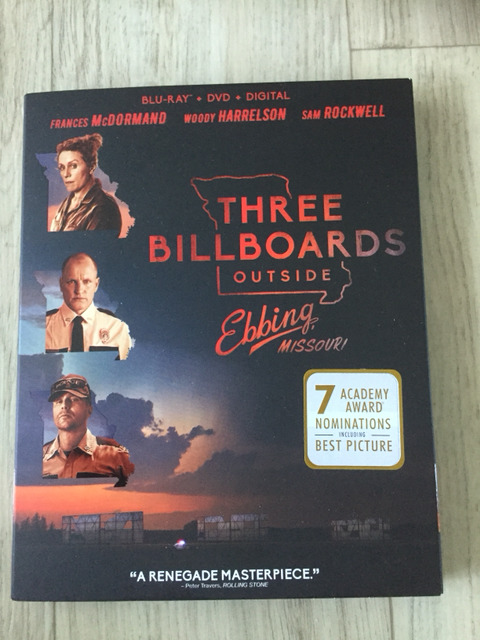 BLU-RAY™ + DVD + DIGITAL
FRANCES McDORMAND WOODY HARRELSON SAM ROCKWELL
THREE
BILLBOARDS
OUTSIDE
Ebbing,
MISSOURI
7 ACADEMY
AWARD®
NOMINATIONS
INCLUDING
BEST PICTURE
“A RENEGADE MASTERPIECE.”
– Peter Travers, ROLLING STONE